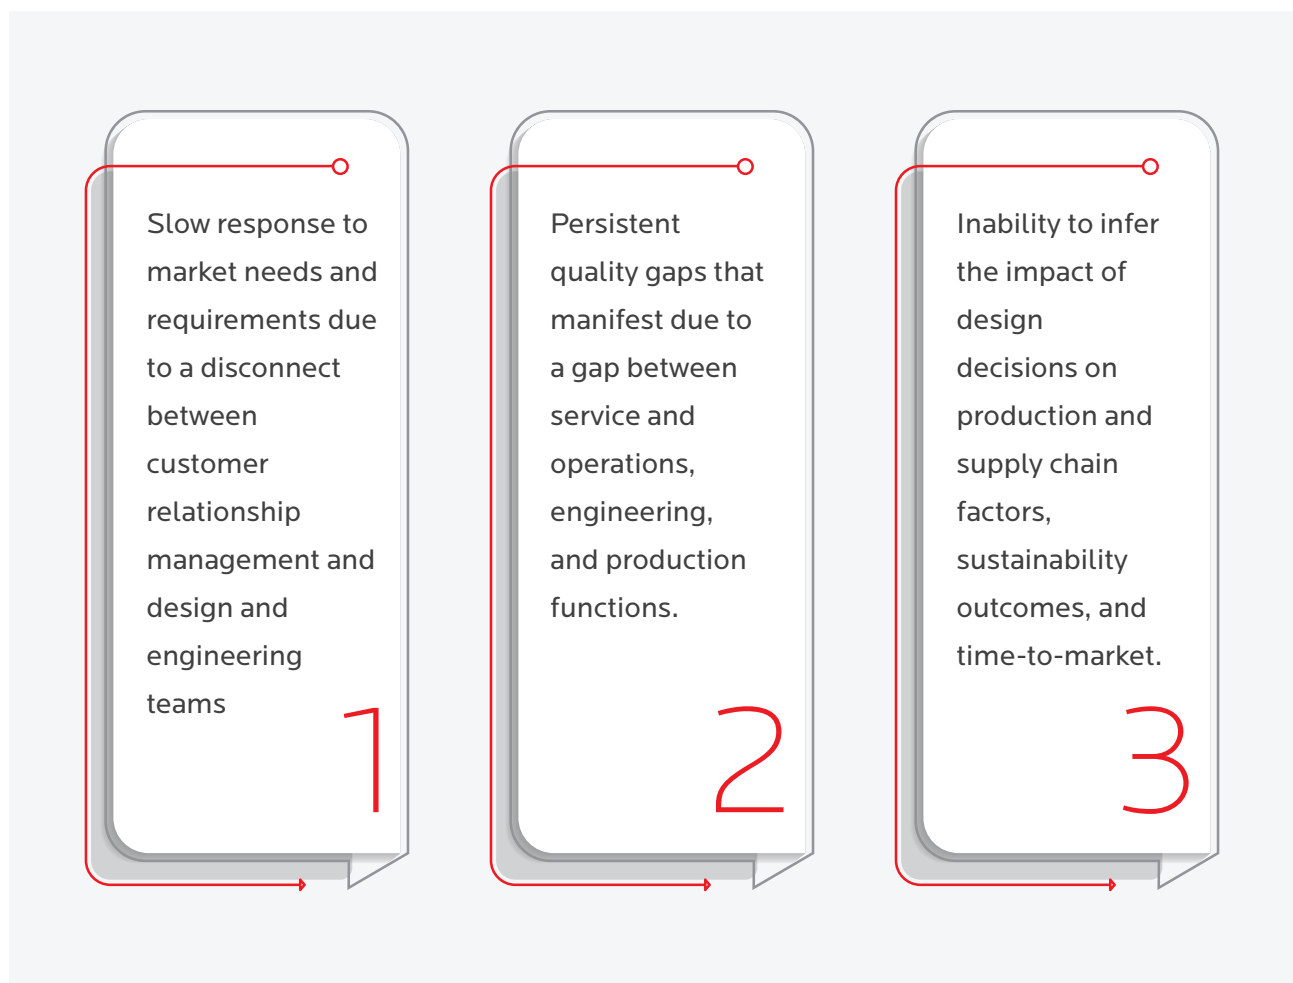 Slow response to
market needs and
requirements due
to a disconnect
between
customer
relationship
management and
design and
engineering
teams
1
Persistent
quality gaps that
manifest due to
a gap between
service and
operations,
engineering,
and production
functions.
2
Inability to infer
the impact of
design
decisions on
production and
supply chain
factors,
sustainability
outcomes, and
time-to-market.
3